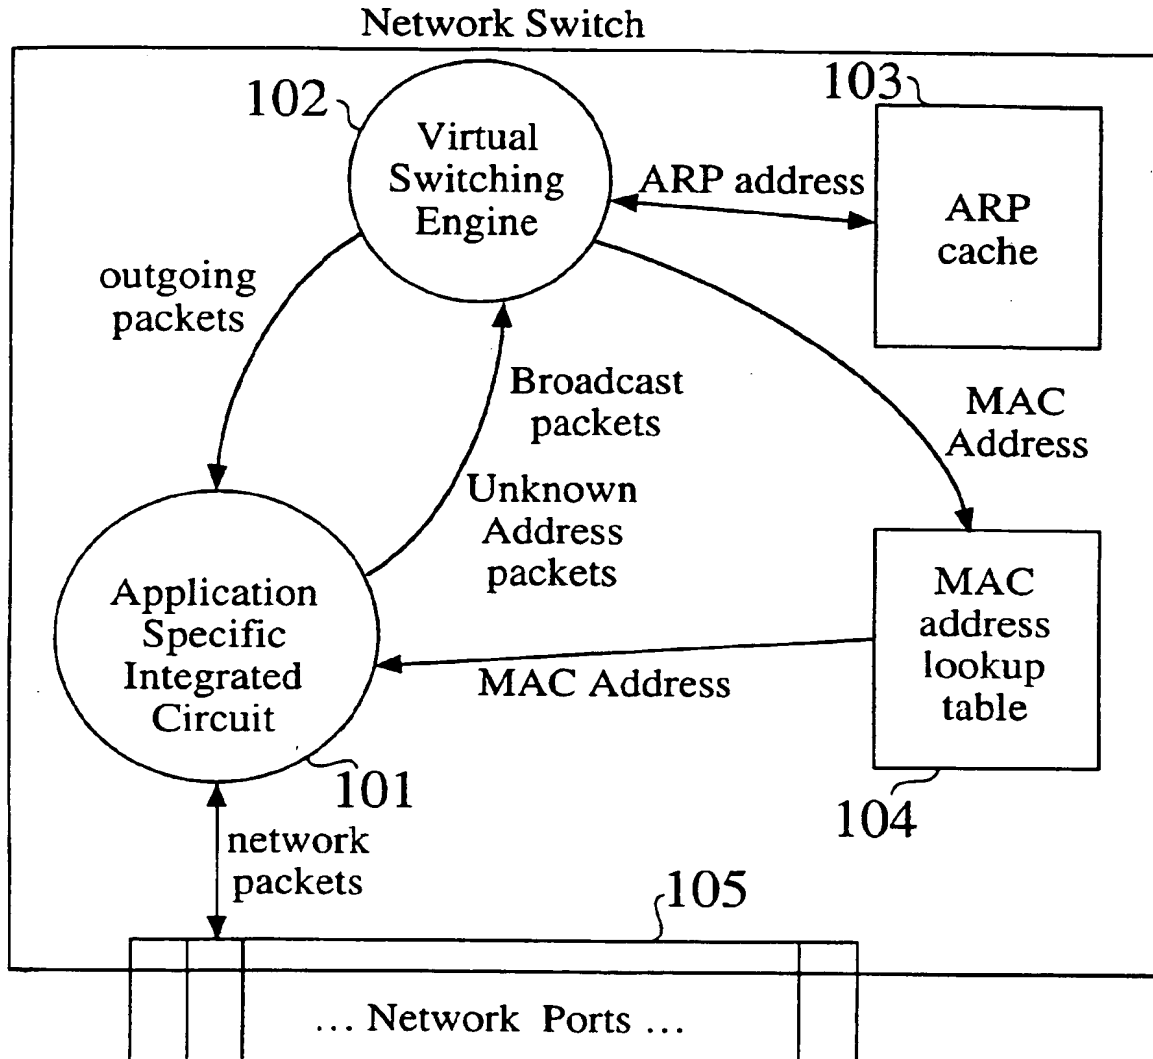 Network Switch
102
103
Virtual
Switching
Engine
ARP address
ARP
cache
outgoing
packets
Broadcast
packets
MAC
Address
Unknown
Address
packets
Application
Specific
Integrated
Circuit
MAC
address
lookup
table
MAC Address
101
104
network
packets
105
... Network Ports ...